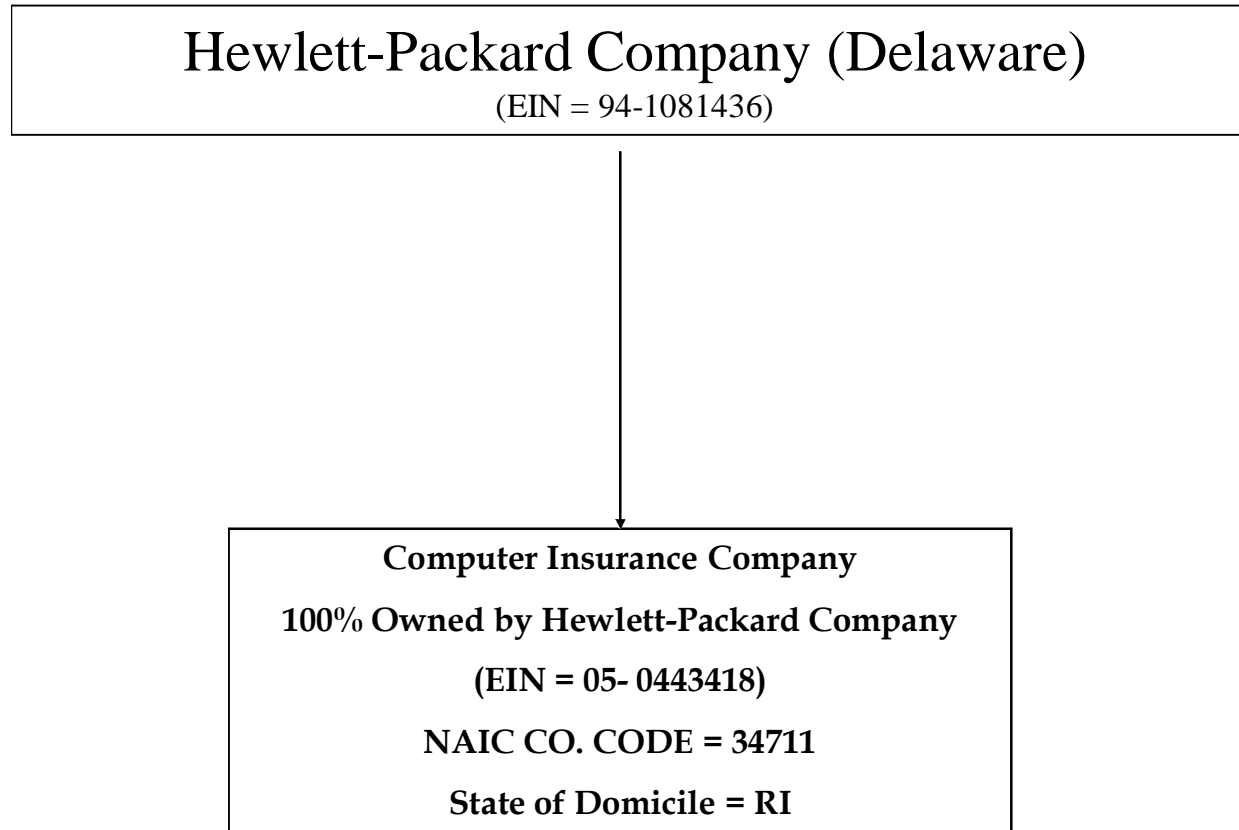 Hewlett-Packard Company (Delaware)
(EIN = 94-1081436)
Computer Insurance Company
100% Owned by Hewlett-Packard Company
(EIN = 05- 0443418)
NAIC CO. CODE = 34711
State of Domicile = RI